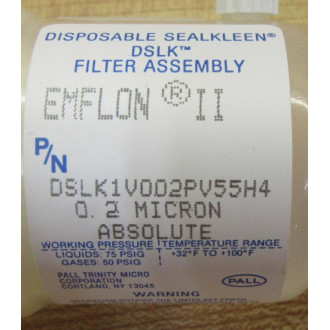 DISPOSABLE SEALKLEEN®
DSLK™
FILTER ASSEMBLY
EMFLON ® II
P/N
DSLK1V002PV55H4
0.2 MICRON
ABSOLUTE
WORKING PRESSURE TEMPERATURE RANGE
LIQUIDS: 75 PSIG +32°F TO +100°F
GASES: 50 PSIG
PALL TRINITY MICRO
CORPORATION
CORTLAND, NY 13045
PALL
WARNING